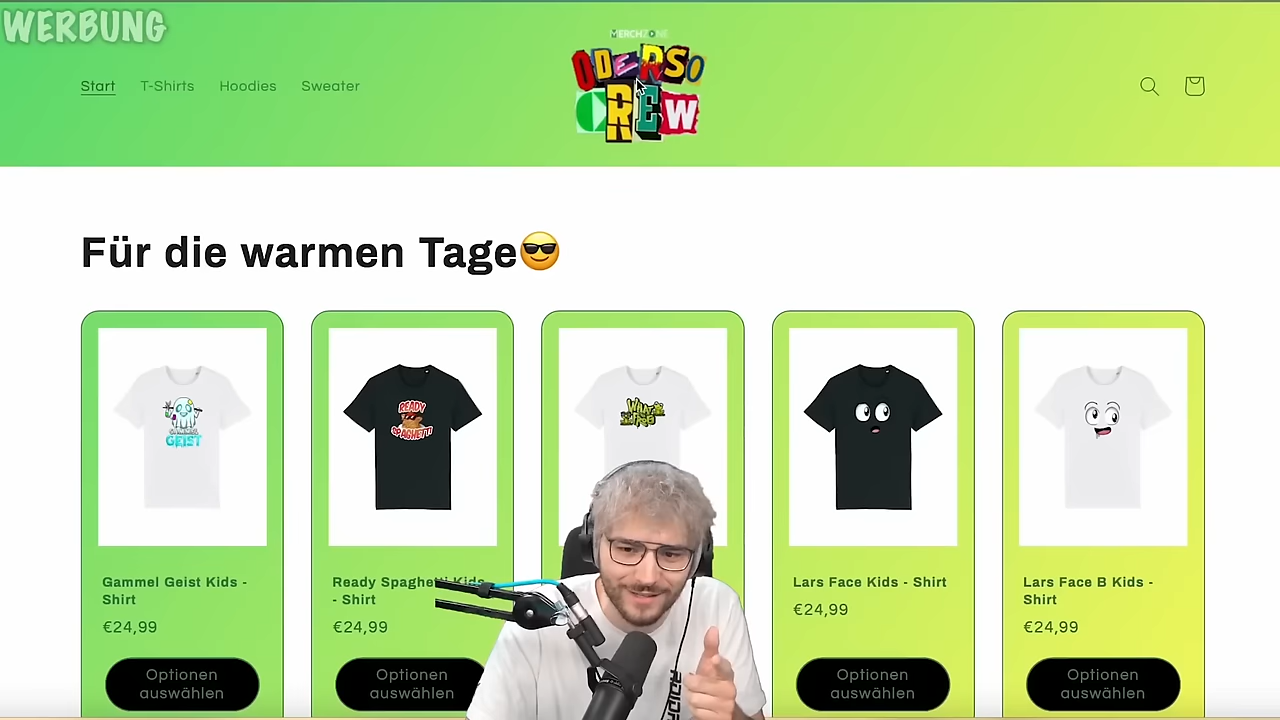 WERBUNG
MERCHZONE
ODERSO
CREW
Start T-Shirts Hoodies Sweater
Für die warmen Tage😎
GEIST
READY
SPAGHETTI
Gammel Geist Kids -
Shirt
€24,99
Optionen
auswählen
Ready Spaghetti Kids
- Shirt
€24,99
Optionen
auswählen
Lars Face Kids - Shirt
€24,99
Optionen
auswählen
Lars Face B Kids -
Shirt
€24,99
Optionen
auswählen